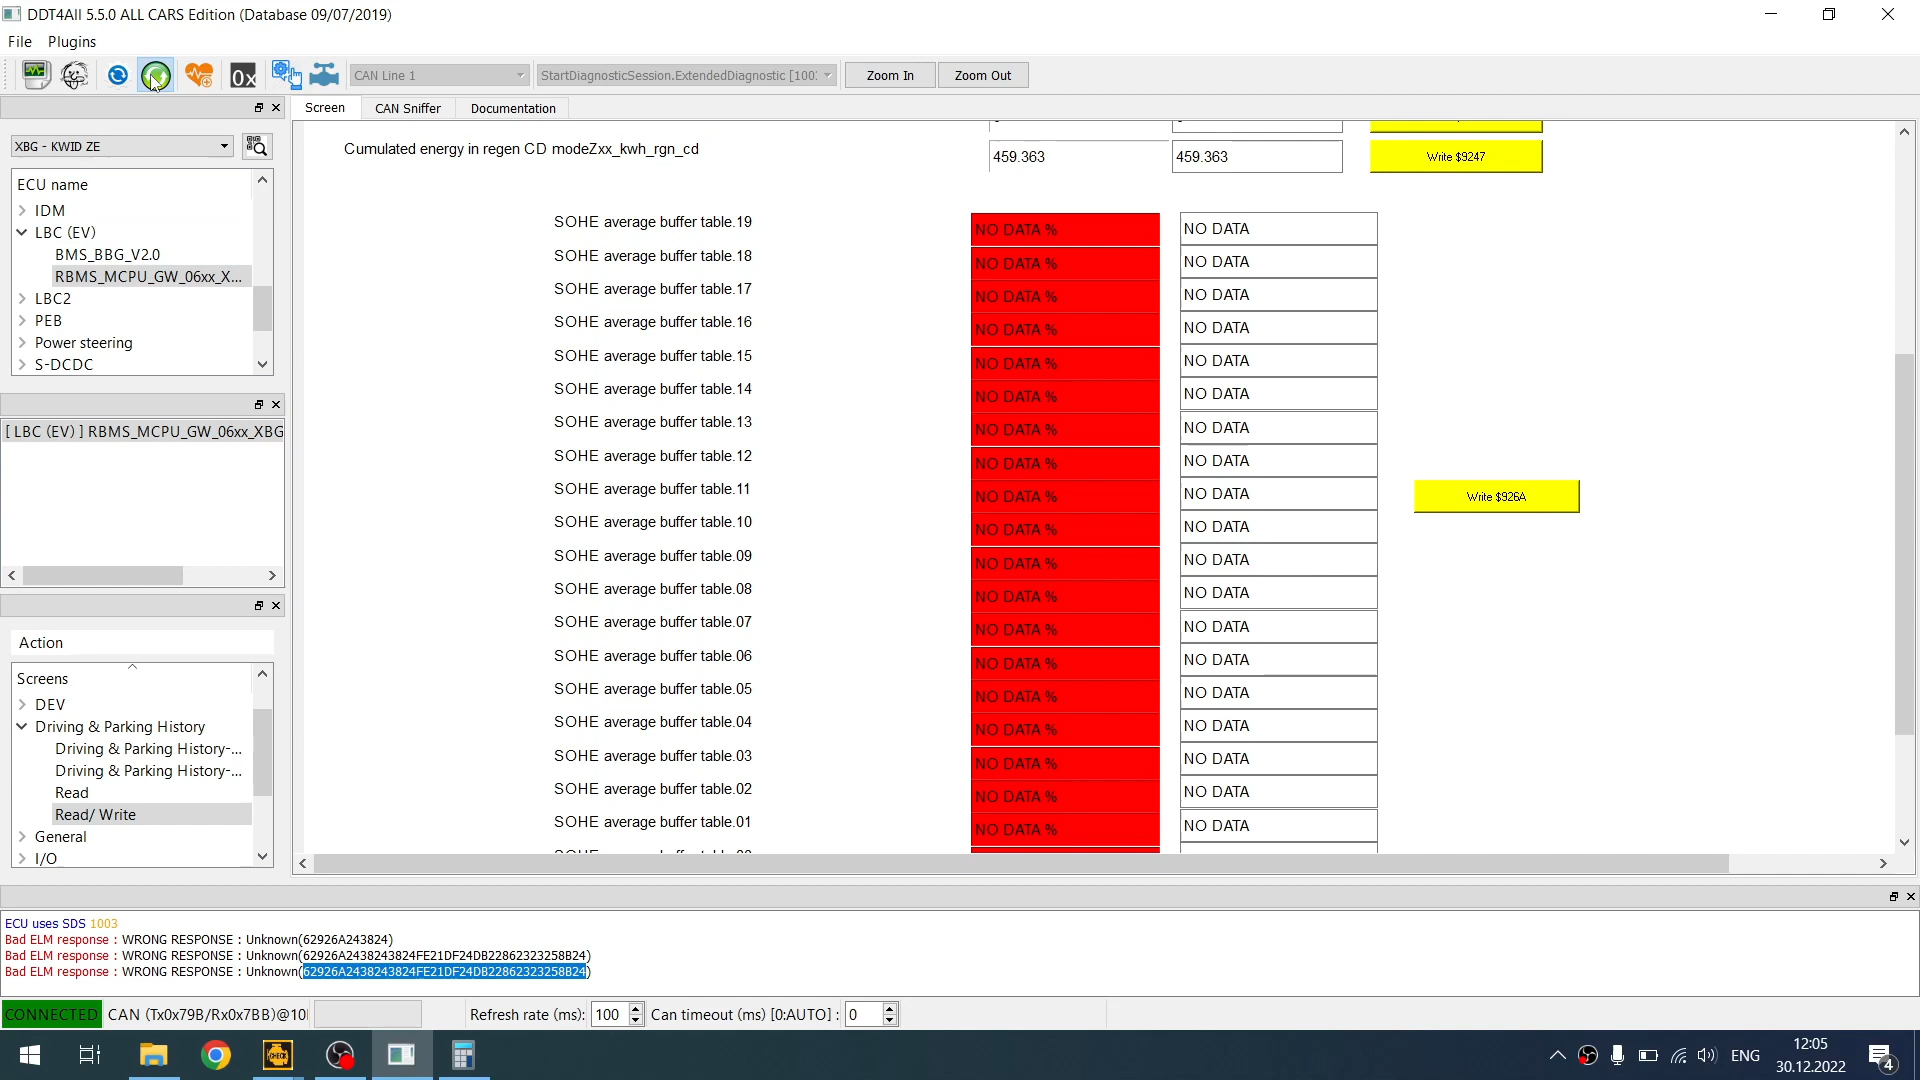 DDT4All 5.5.0 ALL CARS Edition (Database 09/07/2019)
File Plugins
0x
CAN Line 1
StartDiagnosticSession.ExtendedDiagnostic [100:
Zoom In
Zoom Out
Screen
CAN Sniffer
Documentation
XBG - KWID ZE
ECU name
IDM
LBC (EV)
BMS_BBG_V2.0
RBMS_MCPU_GW_06xx_X...
LBC2
PEB
Power steering
S-DCDC
[ LBC (EV) ] RBMS_MCPU_GW_06xx_XBG
Action
Screens
DEV
Driving & Parking History
Driving & Parking History-...
Driving & Parking History-...
Read
Read/ Write
General
I/O
Cumulated energy in regen CD modeZxx_kwh_rgn_cd 459.363 459.363 Write $9247
SOHE average buffer table.19 NO DATA % NO DATA
SOHE average buffer table.18 NO DATA % NO DATA
SOHE average buffer table.17 NO DATA % NO DATA
SOHE average buffer table.16 NO DATA % NO DATA
SOHE average buffer table.15 NO DATA % NO DATA
SOHE average buffer table.14 NO DATA % NO DATA
SOHE average buffer table.13 NO DATA % NO DATA
SOHE average buffer table.12 NO DATA % NO DATA
SOHE average buffer table.11 NO DATA % NO DATA Write $926A
SOHE average buffer table.10 NO DATA % NO DATA
SOHE average buffer table.09 NO DATA % NO DATA
SOHE average buffer table.08 NO DATA % NO DATA
SOHE average buffer table.07 NO DATA % NO DATA
SOHE average buffer table.06 NO DATA % NO DATA
SOHE average buffer table.05 NO DATA % NO DATA
SOHE average buffer table.04 NO DATA % NO DATA
SOHE average buffer table.03 NO DATA % NO DATA
SOHE average buffer table.02 NO DATA % NO DATA
SOHE average buffer table.01 NO DATA % NO DATA
ECU uses SDS 1003
Bad ELM response : WRONG RESPONSE : Unknown(62926A243824)
Bad ELM response : WRONG RESPONSE : Unknown(62926A2438243824FE21DF24DB22862323258B24)
Bad ELM response : WRONG RESPONSE : Unknown(62926A2438243824FE21DF24DB22862323258B24)
CONNECTED CAN (Tx0x79B/Rx0x7BB)@10 Refresh rate (ms): 100 Can timeout (ms) [0:AUTO] : 0
CHECK
ENG
12:05
30.12.2022
4